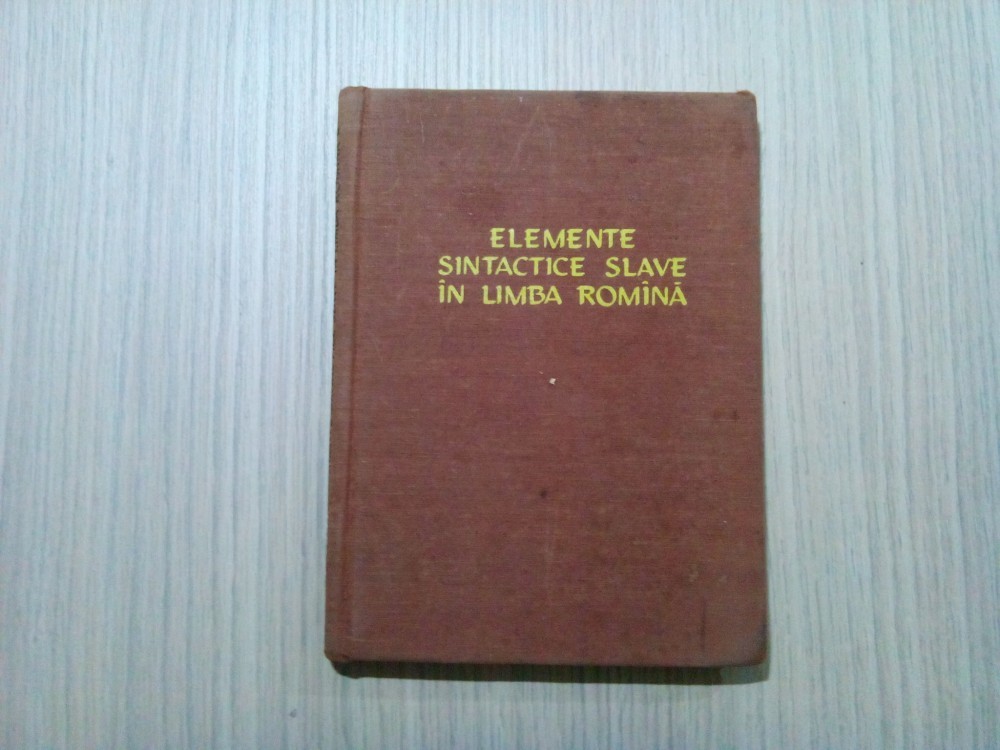 ELEMENTE
SINTACTICE SLAVE
ÎN LIMBA ROMÎNĂ